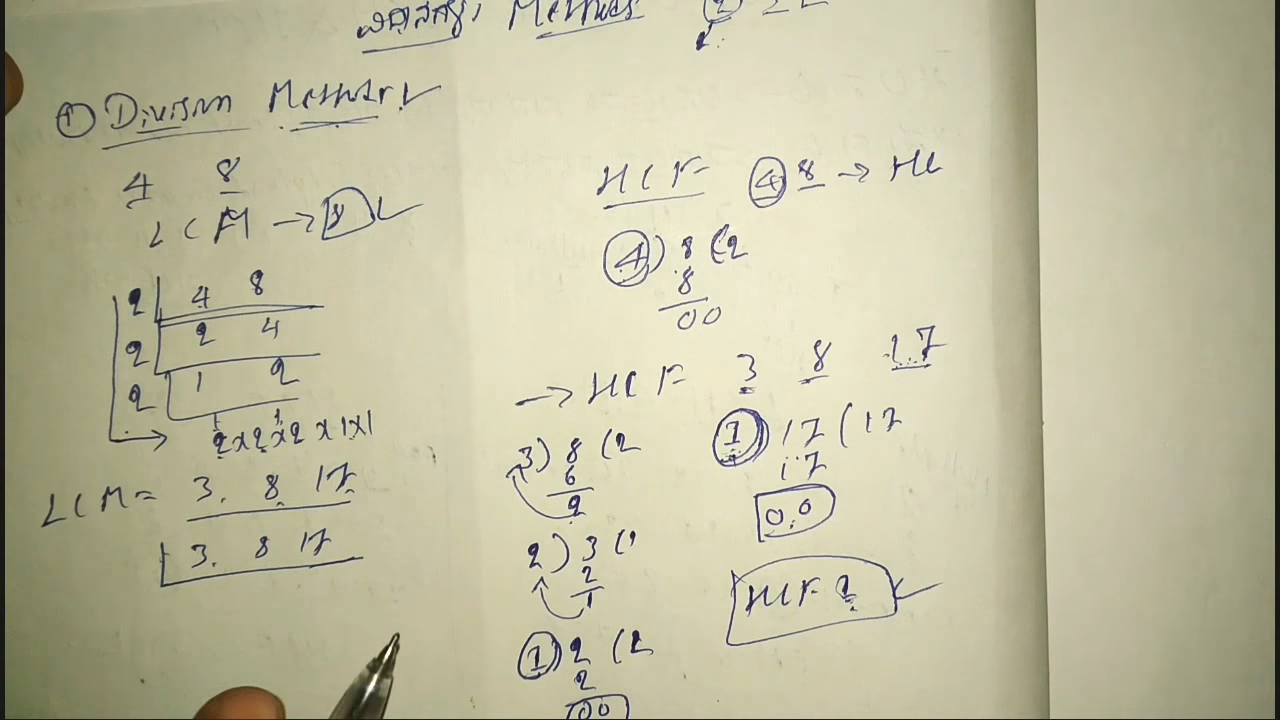 Method
① Division Method ✓
4 8
LCM → 8 ✓
2 | 4 8
2 | 2 4
2 | 1 2
1 1
2×2×2×1×1
LCM = 3. 8 17
3. 8 17
HCF ④ 8 →
④) 8 (2
8
00
→ HCF 3 8 17
3) 8 (2
6
2
2) 3 (1
2
1
①) 2 (2
2
00
①) 17 (17
17
0.0
HCF